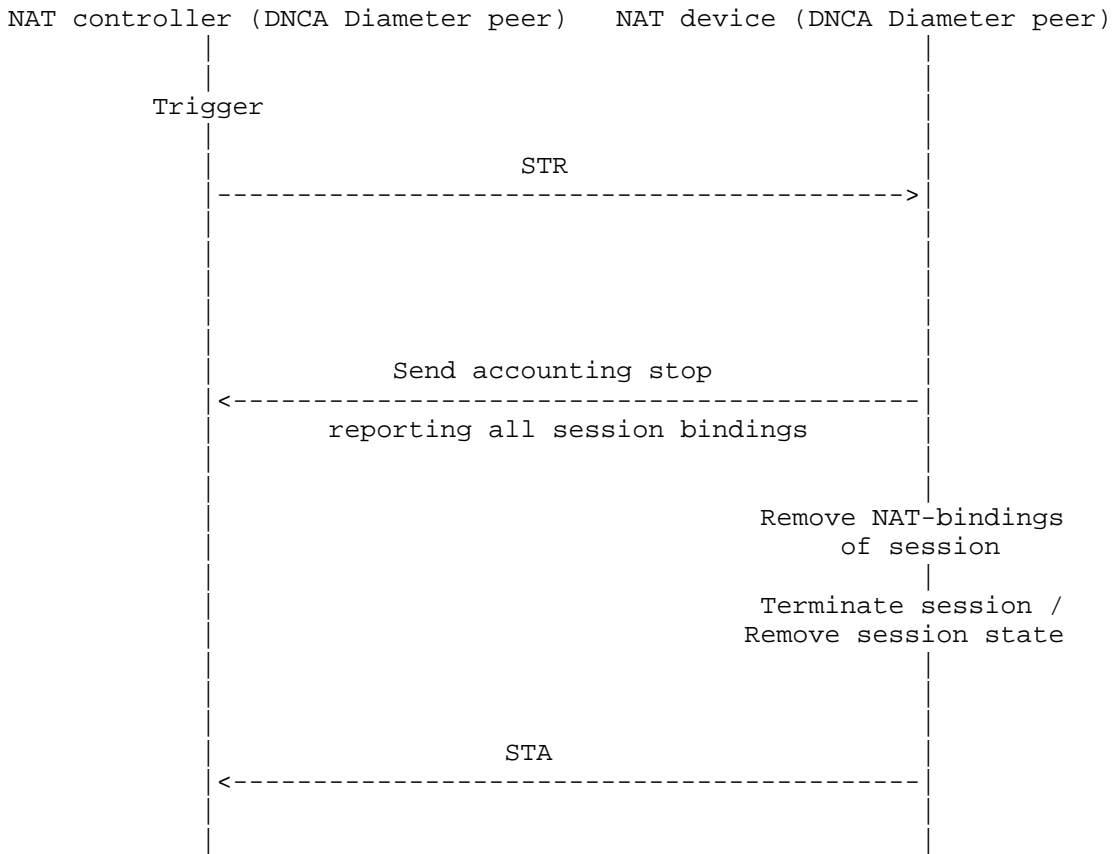 NAT controller (DNCA Diameter peer)   NAT device (DNCA Diameter peer)
Trigger
STR
Send accounting stop
reporting all session bindings
Remove NAT-bindings
of session
Terminate session /
Remove session state
STA